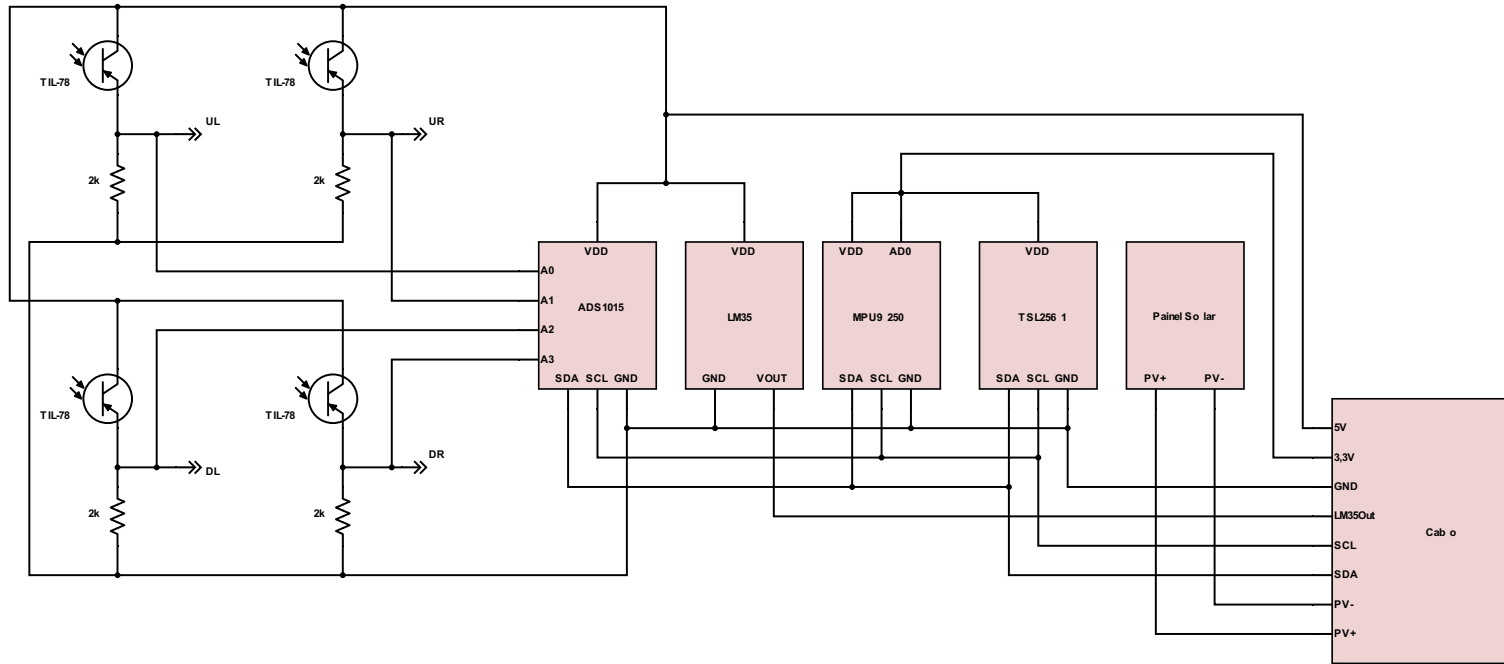 TIL-78
TIL-78
UL
UR
2k
2k
VDD
VDD
VDD AD0
VDD
A0
A1
A2
A3
ADS1015
LM35
MPU9 250
TSL256 1
Painel So lar
SDA SCL GND
GND VOUT
SDA SCL GND
SDA SCL GND
PV+ PV-
TIL-78
TIL-78
DL
DR
2k
2k
5V
3,3V
GND
LM35Out
SCL
SDA
PV-
PV+
Cab o